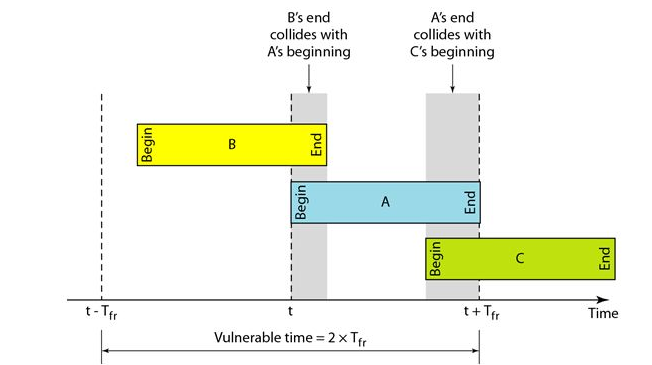 B's end
collides with
A's beginning
A's end
collides with
C's beginning
Begin
B
End
Begin
A
End
Begin
C
End
t - Tfr
t
t + Tfr
Time
Vulnerable time = 2 × Tfr